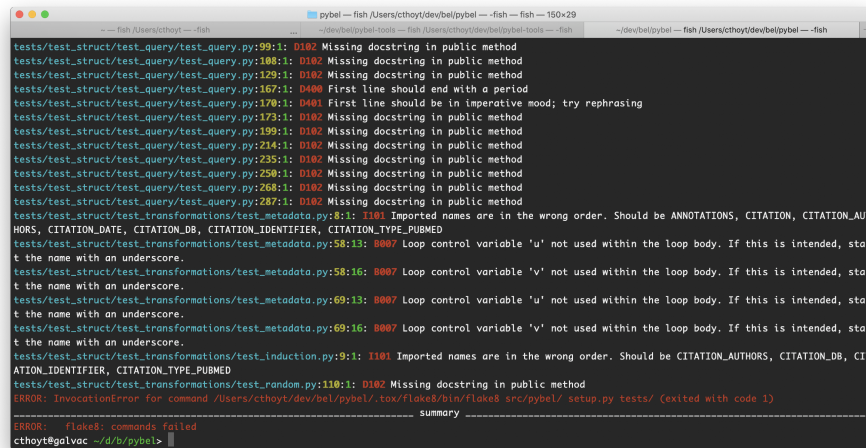 pybel — fish /Users/cthoyt/dev/bel/pybel — -fish — fish — 150×29
~ — fish /Users/cthoyt — -fish ... ~/dev/bel/pybel-tools — fish /Users/cthoyt/dev/bel/pybel-tools — -fish ~/dev/bel/pybel — fish /Users/cthoyt/dev/bel/pybel — -fish
tests/test_struct/test_query/test_query.py:99:1: D102 Missing docstring in public method
tests/test_struct/test_query/test_query.py:108:1: D102 Missing docstring in public method
tests/test_struct/test_query/test_query.py:129:1: D102 Missing docstring in public method
tests/test_struct/test_query/test_query.py:167:1: D400 First line should end with a period
tests/test_struct/test_query/test_query.py:170:1: D401 First line should be in imperative mood; try rephrasing
tests/test_struct/test_query/test_query.py:173:1: D102 Missing docstring in public method
tests/test_struct/test_query/test_query.py:199:1: D102 Missing docstring in public method
tests/test_struct/test_query/test_query.py:214:1: D102 Missing docstring in public method
tests/test_struct/test_query/test_query.py:235:1: D102 Missing docstring in public method
tests/test_struct/test_query/test_query.py:250:1: D102 Missing docstring in public method
tests/test_struct/test_query/test_query.py:268:1: D102 Missing docstring in public method
tests/test_struct/test_query/test_query.py:287:1: D102 Missing docstring in public method
tests/test_struct/test_transformations/test_metadata.py:8:1: I101 Imported names are in the wrong order. Should be ANNOTATIONS, CITATION, CITATION_AU
HORS, CITATION_DATE, CITATION_DB, CITATION_IDENTIFIER, CITATION_TYPE_PUBMED
tests/test_struct/test_transformations/test_metadata.py:58:13: B007 Loop control variable 'u' not used within the loop body. If this is intended, sta
t the name with an underscore.
tests/test_struct/test_transformations/test_metadata.py:58:16: B007 Loop control variable 'v' not used within the loop body. If this is intended, sta
t the name with an underscore.
tests/test_struct/test_transformations/test_metadata.py:69:13: B007 Loop control variable 'u' not used within the loop body. If this is intended, sta
t the name with an underscore.
tests/test_struct/test_transformations/test_metadata.py:69:16: B007 Loop control variable 'v' not used within the loop body. If this is intended, sta
t the name with an underscore.
tests/test_struct/test_transformations/test_induction.py:9:1: I101 Imported names are in the wrong order. Should be CITATION_AUTHORS, CITATION_DB, CI
ATION_IDENTIFIER, CITATION_TYPE_PUBMED
tests/test_struct/test_transformations/test_random.py:110:1: D102 Missing docstring in public method
ERROR: InvocationError for command /Users/cthoyt/dev/bel/pybel/.tox/flake8/bin/flake8 src/pybel/ setup.py tests/ (exited with code 1)
summary
ERROR: flake8: commands failed
cthoyt@galvac ~/d/b/pybel>